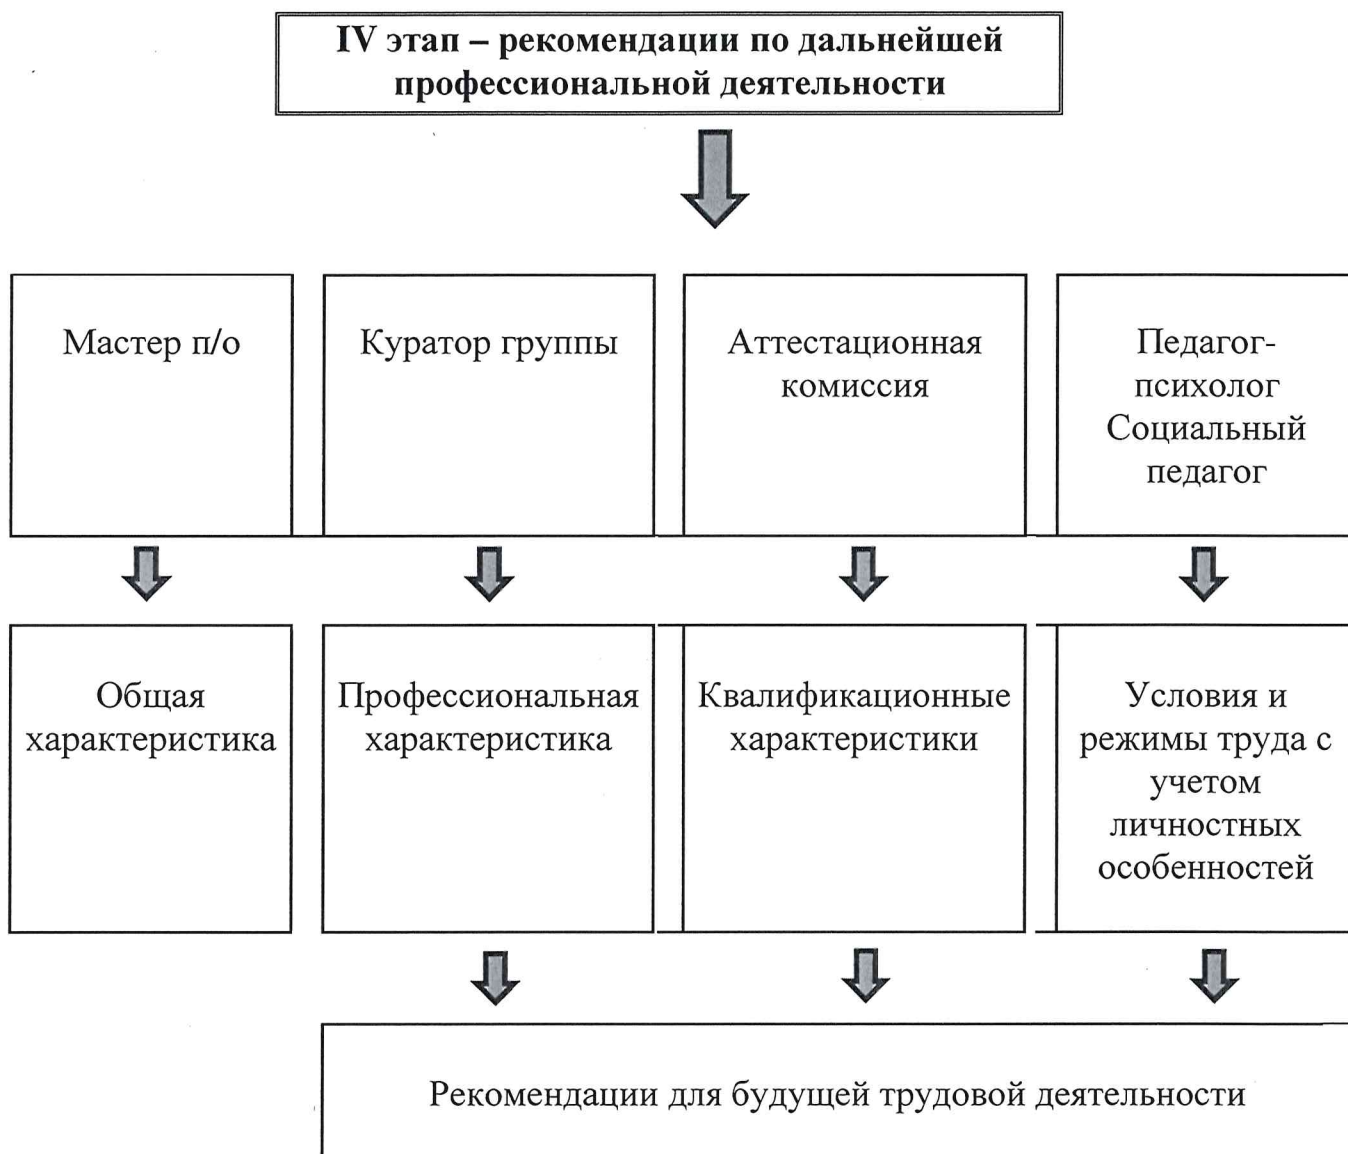 IV этап – рекомендации по дальнейшей
профессиональной деятельности
Мастер п/о
Куратор группы
Аттестационная
комиссия
Педагог-
психолог
Социальный
педагог
Общая
характеристика
Профессиональная
характеристика
Квалификационные
характеристики
Условия и
режимы труда с
учетом
личностных
особенностей
Рекомендации для будущей трудовой деятельности